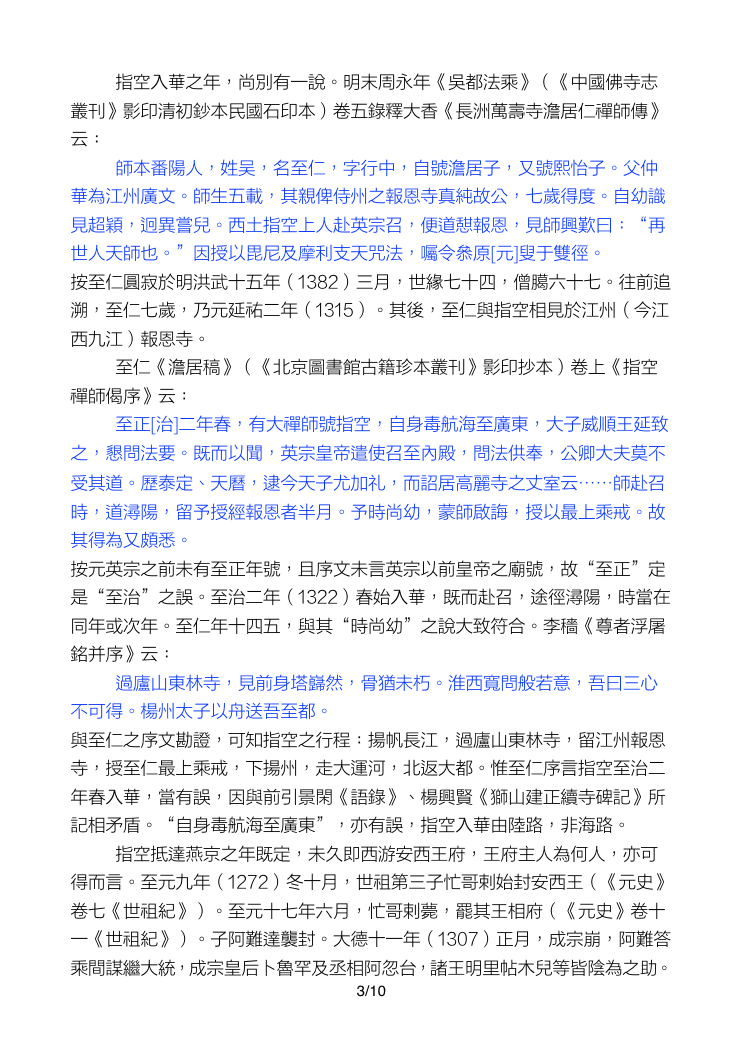 指空入華之年，尚別有一說。明末周永年《吳都法乘》（《中國佛寺志
叢刊》影印清初鈔本民國石印本）卷五錄釋大香《長洲萬壽寺澹居仁禪師傳》
云：
師本番陽人，姓吳，名至仁，字行中，自號澹居子，又號熙怡子。父仲
華為江州廣文。師生五載，其親俾侍州之報恩寺真純故公，七歲得度。自幼識
見超穎，迥異嘗兒。西土指空上人赴英宗召，便道憇報恩，見師興歎曰：“再
世人天師也。”因授以毘尼及摩利支天咒法，囑令叅原[元]叟于雙徑。
按至仁圓寂於明洪武十五年（1382）三月，世緣七十四，僧臈六十七。往前追
溯，至仁七歲，乃元延祐二年（1315）。其後，至仁與指空相見於江州（今江
西九江）報恩寺。
至仁《澹居稿》（《北京圖書館古籍珍本叢刊》影印抄本）卷上《指空
禪師偈序》云：
至正[治]二年春，有大禪師號指空，自身毒航海至廣東，大子威順王延致
之，懇問法要。既而以聞，英宗皇帝遣使召至內殿，問法供奉，公卿大夫莫不
受其道。歷泰定、天曆，逮今天子尤加礼，而詔居高麗寺之丈室云……師赴召
時，道潯陽，留予授經報恩者半月。予時尚幼，蒙師啟誨，授以最上乘戒。故
其得為又頗悉。
按元英宗之前未有至正年號，且序文未言英宗以前皇帝之廟號，故“至正”定
是“至治”之誤。至治二年（1322）春始入華，既而赴召，途徑潯陽，時當在
同年或次年。至仁年十四五，與其“時尚幼”之說大致符合。李穡《尊者浮屠
銘并序》云：
過廬山東林寺，見前身塔巋然，骨猶未朽。淮西寬問般若意，吾曰三心
不可得。楊州太子以舟送吾至都。
與至仁之序文勘證，可知指空之行程：揚帆長江，過廬山東林寺，留江州報恩
寺，授至仁最上乘戒，下揚州，走大運河，北返大都。惟至仁序言指空至治二
年春入華，當有誤，因與前引景閑《語錄》、楊興賢《獅山建正續寺碑記》所
記相矛盾。“自身毒航海至廣東”，亦有誤，指空入華由陸路，非海路。
指空抵達燕京之年既定，未久即西游安西王府，王府主人為何人，亦可
得而言。至元九年（1272）冬十月，世祖第三子忙哥剌始封安西王（《元史》
卷七《世祖紀》）。至元十七年六月，忙哥剌薨，罷其王相府（《元史》卷十
一《世祖紀》）。子阿難達襲封。大德十一年（1307）正月，成宗崩，阿難答
乘間謀繼大統，成宗皇后卜魯罕及丞相阿忽台，諸王明里帖木兒等皆陰為之助。
3/10